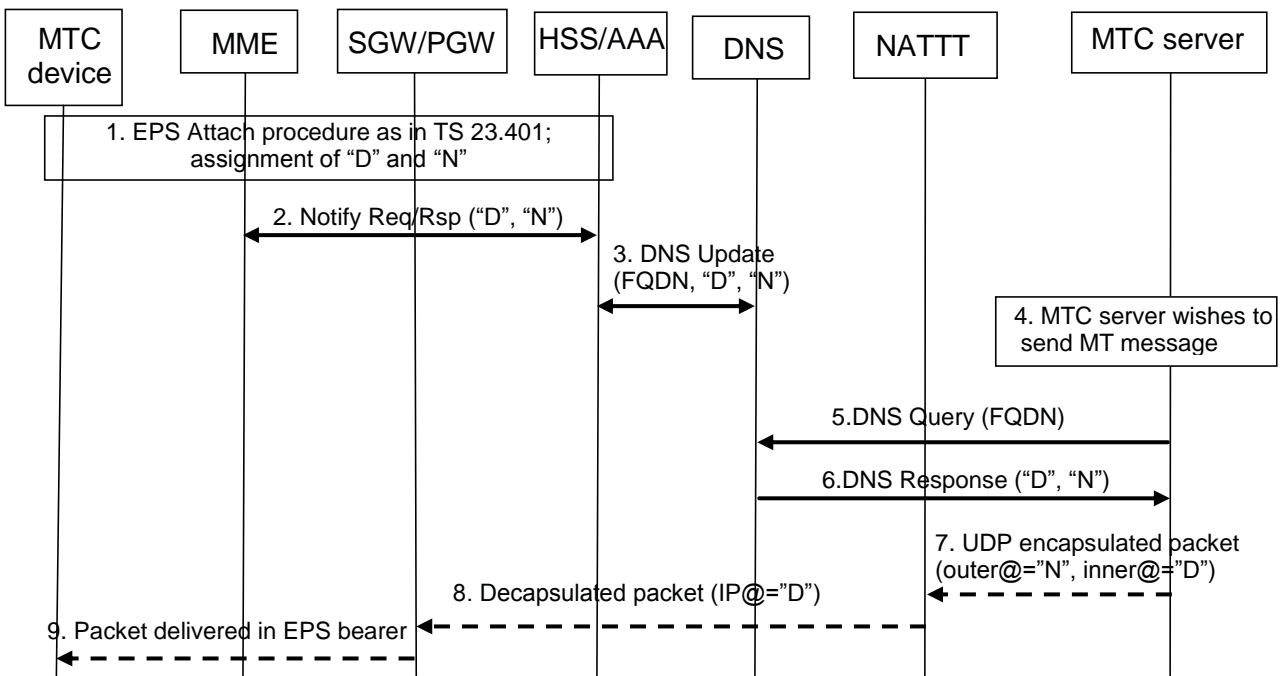 MTC
device
MME
SGW/PGW
HSS/AAA
DNS
NATTT
MTC server
1. EPS Attach procedure as in TS 23.401;
assignment of “D” and “N”
2. Notify Req/Rsp (“D”, “N”)
3. DNS Update
(FQDN, “D”, “N”)
4. MTC server wishes to
send MT message
5.DNS Query (FQDN)
6.DNS Response (“D”, “N”)
7. UDP encapsulated packet
(outer@=”N”, inner@=”D”)
8. Decapsulated packet (IP@=”D”)
9. Packet delivered in EPS bearer